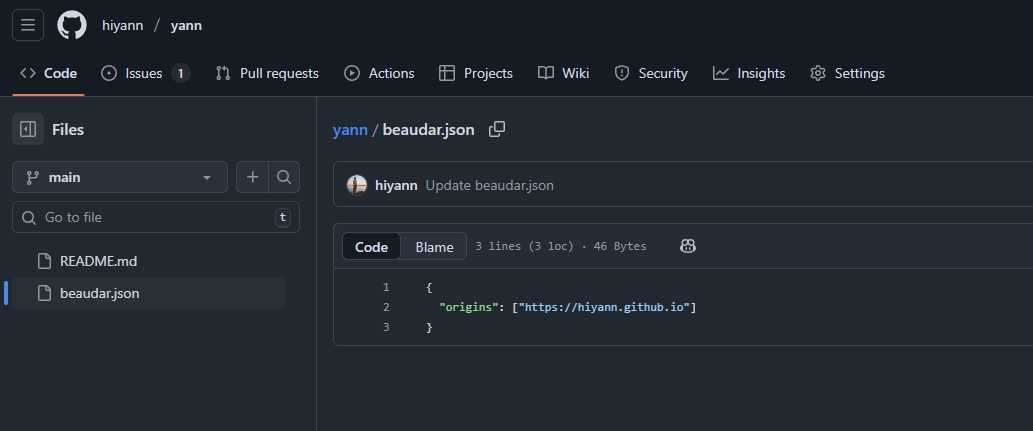 hiyann / yann
Code Issues 1 Pull requests Actions Projects Wiki Security Insights Settings
Files
main
Go to file t
README.md
beaudar.json
yann / beaudar.json
hiyann Update beaudar.json
Code Blame 3 lines (3 loc) · 46 Bytes
1 {
2 "origins": ["https://hiyann.github.io"]
3 }